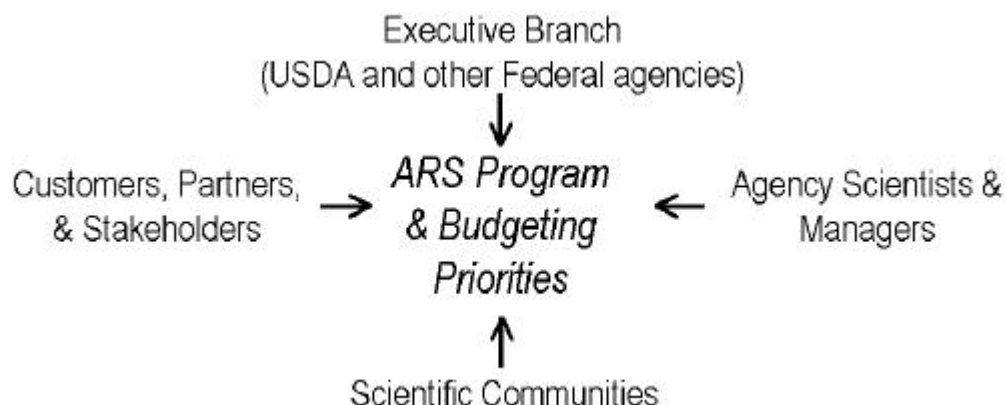 Executive Branch
(USDA and other Federal agencies)
Customers, Partners,
& Stakeholders
ARS Program
& Budgeting
Priorities
Agency Scientists &
Managers
Scientific Communities